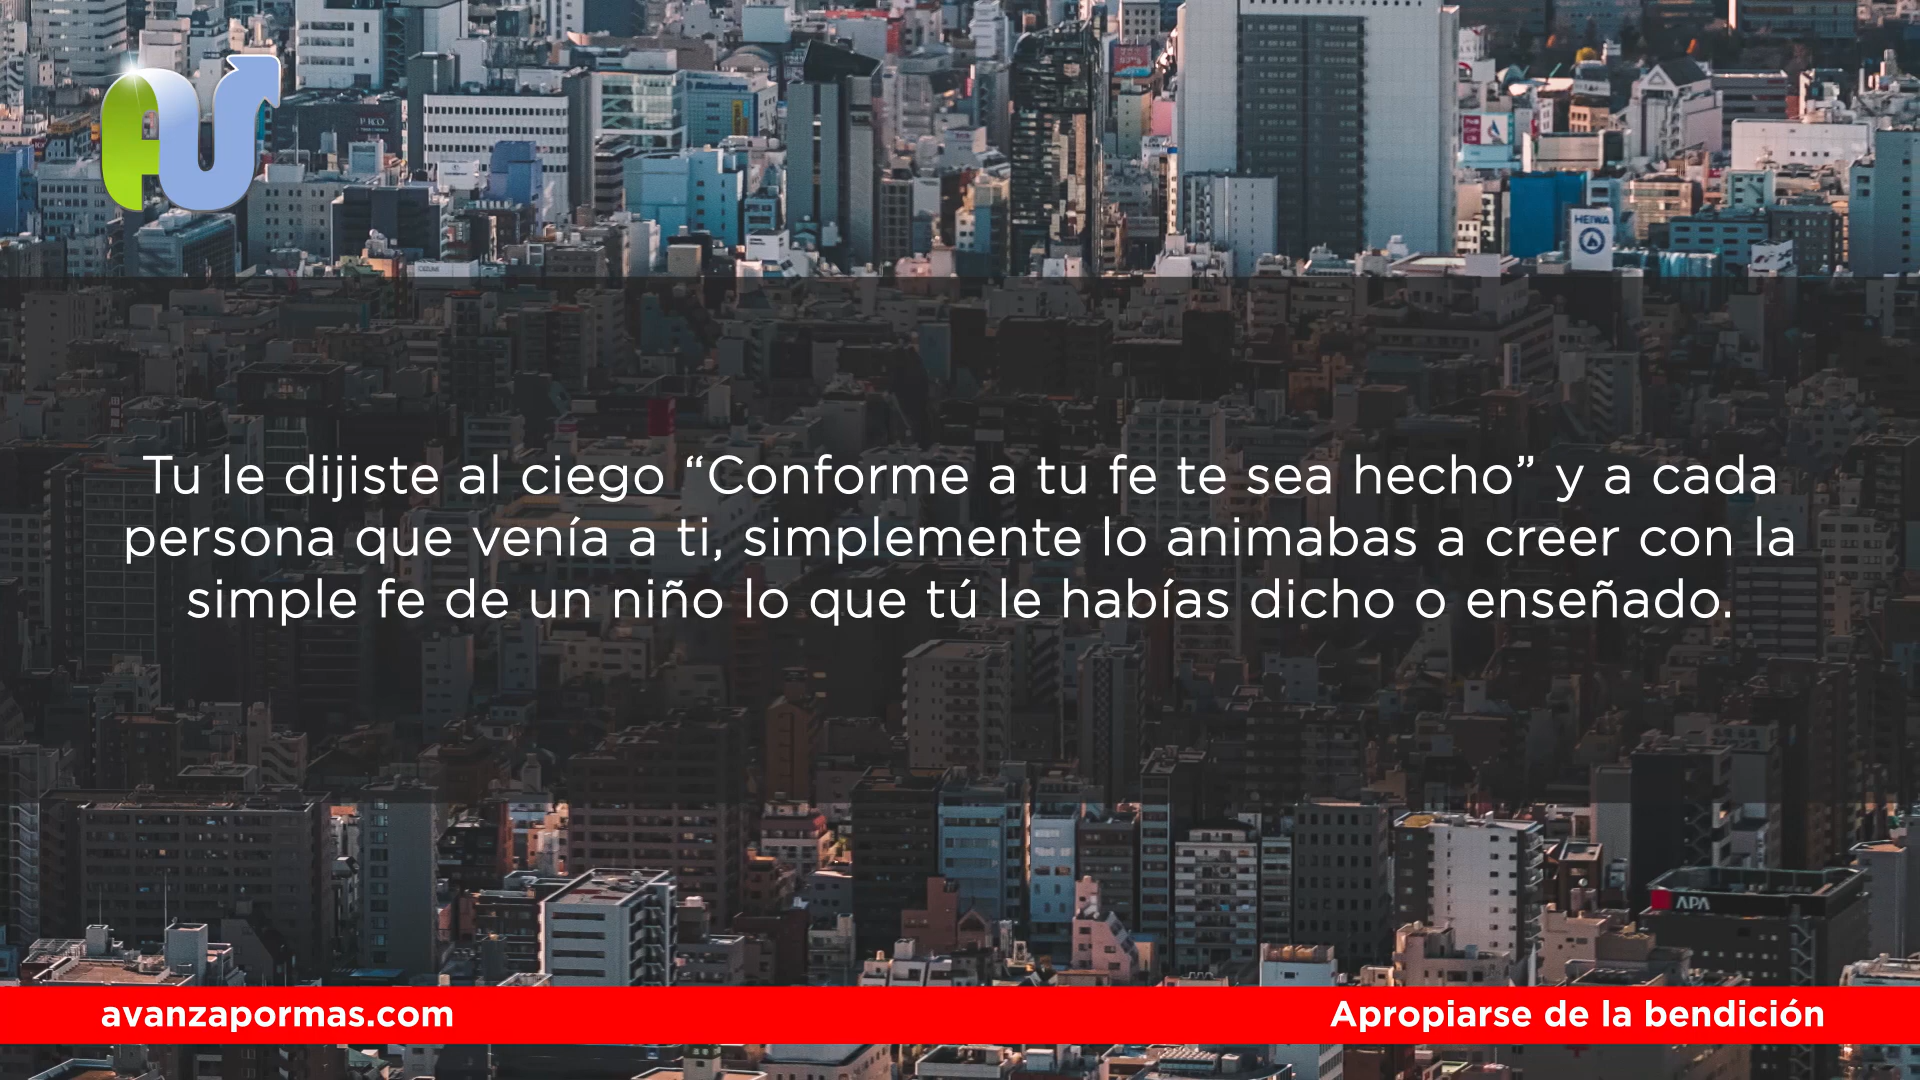 HEIWA
Tu le dijiste al ciego “Conforme a tu fe te sea hecho” y a cada
persona que venía a ti, simplemente lo animabas a creer con la
simple fe de un niño lo que tú le habías dicho o enseñado.
APA
avanzapormas.com
Apropiarse de la bendición